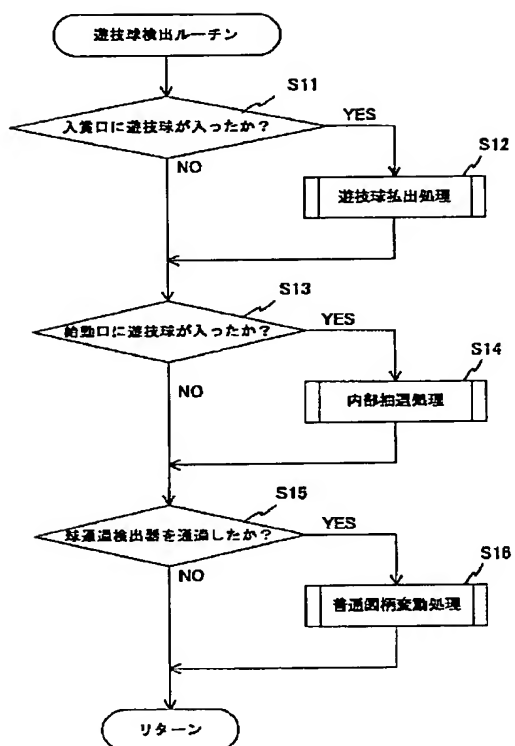 遊技球検出ルーチン
S11
入賞口に遊技球が入ったか？
YES
NO
S12
遊技球払出処理
S13
始動口に遊技球が入ったか？
YES
NO
S14
内部抽選処理
S15
球通過検出器を通過したか？
YES
NO
S16
普通図柄変動処理
リターン